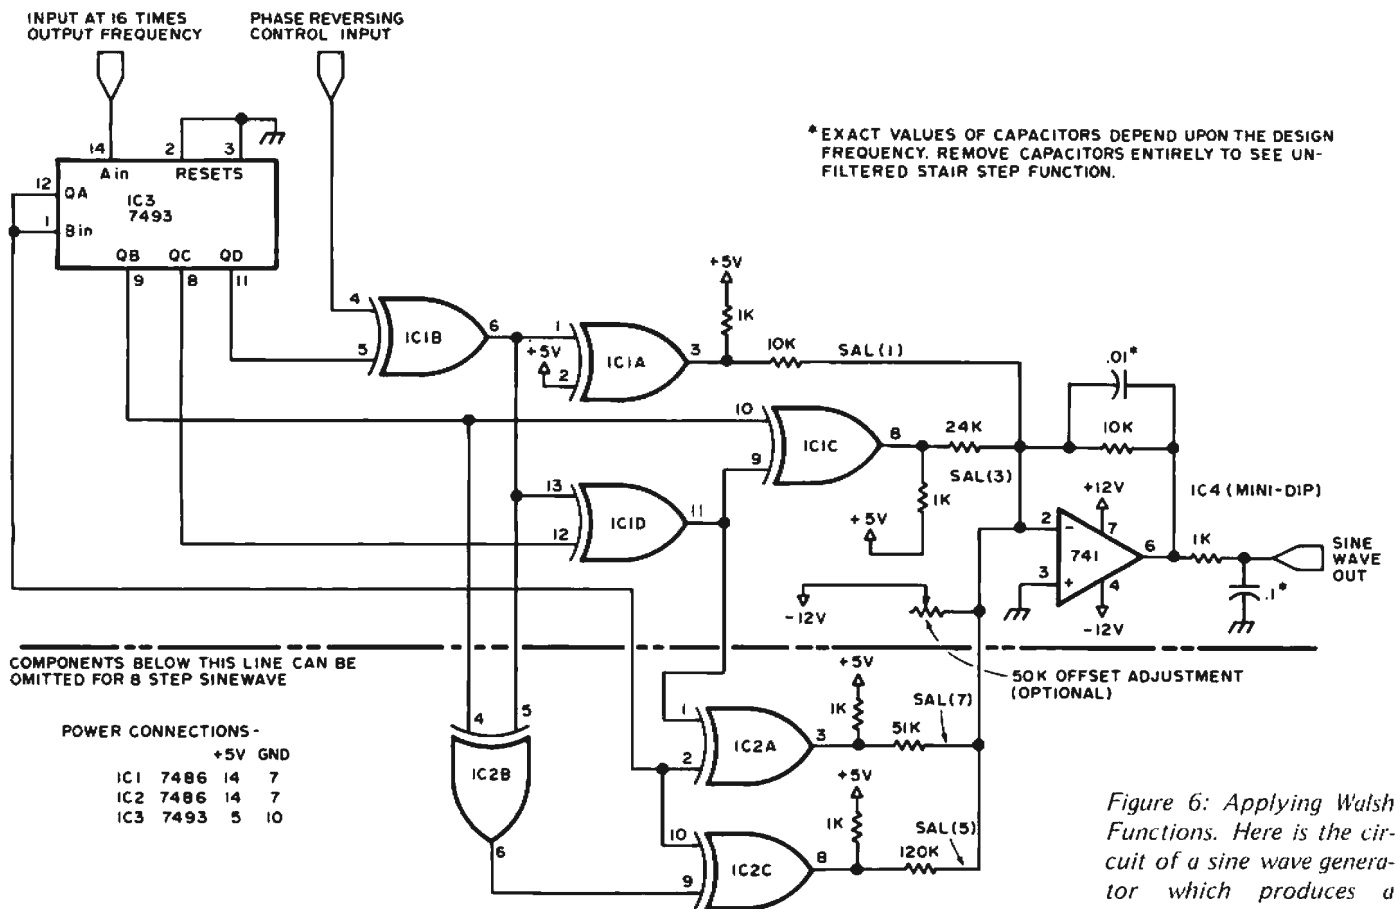 INPUT AT 16 TIMES
OUTPUT FREQUENCY
PHASE REVERSING
CONTROL INPUT
* EXACT VALUES OF CAPACITORS DEPEND UPON THE DESIGN
FREQUENCY. REMOVE CAPACITORS ENTIRELY TO SEE UN-
FILTERED STAIR STEP FUNCTION.
14 2 3
Ain RESETS
12 QA
IC3
7493
1 Bin
QB QC QD
9 8 11
4
5
IC1B
6
1
+5V
2
IC1A
3
+5V
1K
10K
SAL(1)
.01*
10K
10
9
IC1C
8
24K
SAL(3)
1K
+5V
13
12
IC1D
11
IC4 (MINI-DIP)
+12V
2 -
7
741
6
3 +
4
-12V
1K
SINE
WAVE
OUT
.1*
-12V
COMPONENTS BELOW THIS LINE CAN BE
OMITTED FOR 8 STEP SINEWAVE
50K OFFSET ADJUSTMENT
(OPTIONAL)
POWER CONNECTIONS-
+5V GND
IC1 7486 14 7
IC2 7486 14 7
IC3 7493 5 10
4 5
IC2B
6
1
2
IC2A
3
+5V
1K
51K
SAL(7)
10
9
IC2C
8
+5V
1K
120K
SAL(5)
Figure 6: Applying Walsh
Functions. Here is the cir-
cuit of a sine wave genera-
tor which produces a